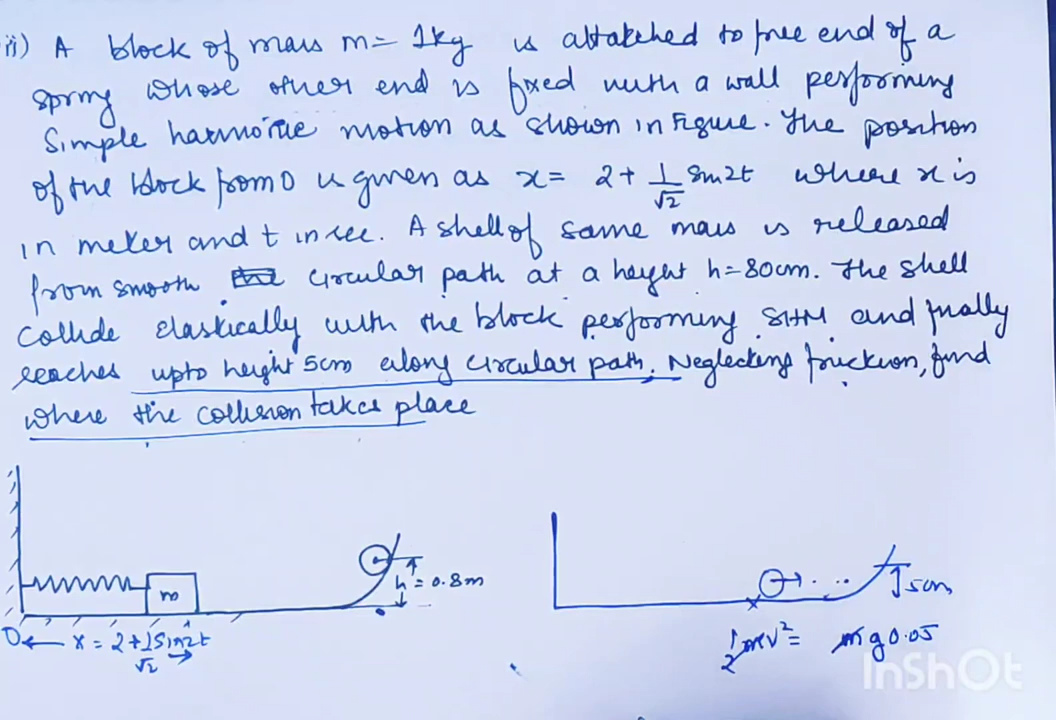 ii) A block of mass m = 1kg is attatched to free end of a
spring whose other end is fixed with a wall performing
Simple harmonic motion as shown in Figure. The position
of the block from O is given as x = 2 + 1/√2 Sin2t where x is
in meter and t in sec. A shell of same mass is released
from smooth circular path at a height h = 80cm. The shell
Collide elastically with the block performing SHM and finally
reaches upto height 5cm along circular path. Neglecting friction, find
where the collision takes place
m
h = 0.8m
5cm
O x = 2 + 1/√2 Sin2t
1/2 mv² = mg0.05
InShOt